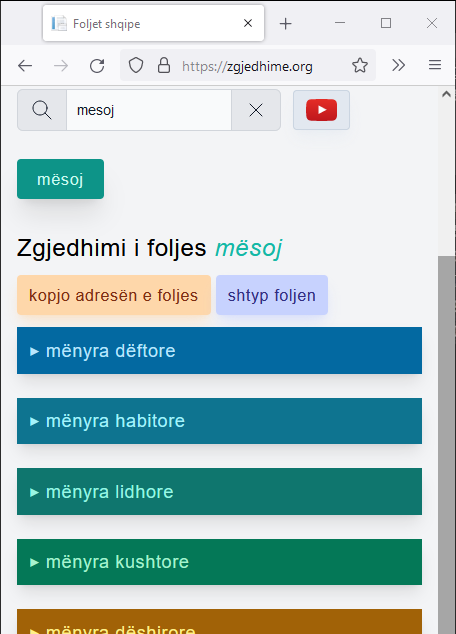 Foljet shqipe
https://zgjedhime.org
mesoj
mësoj
Zgjedhimi i foljes mësoj
kopjo adresën e foljes
shtyp foljen
▸ mënyra dëftore
▸ mënyra habitore
▸ mënyra lidhore
▸ mënyra kushtore
▸ mënyra dëshirore